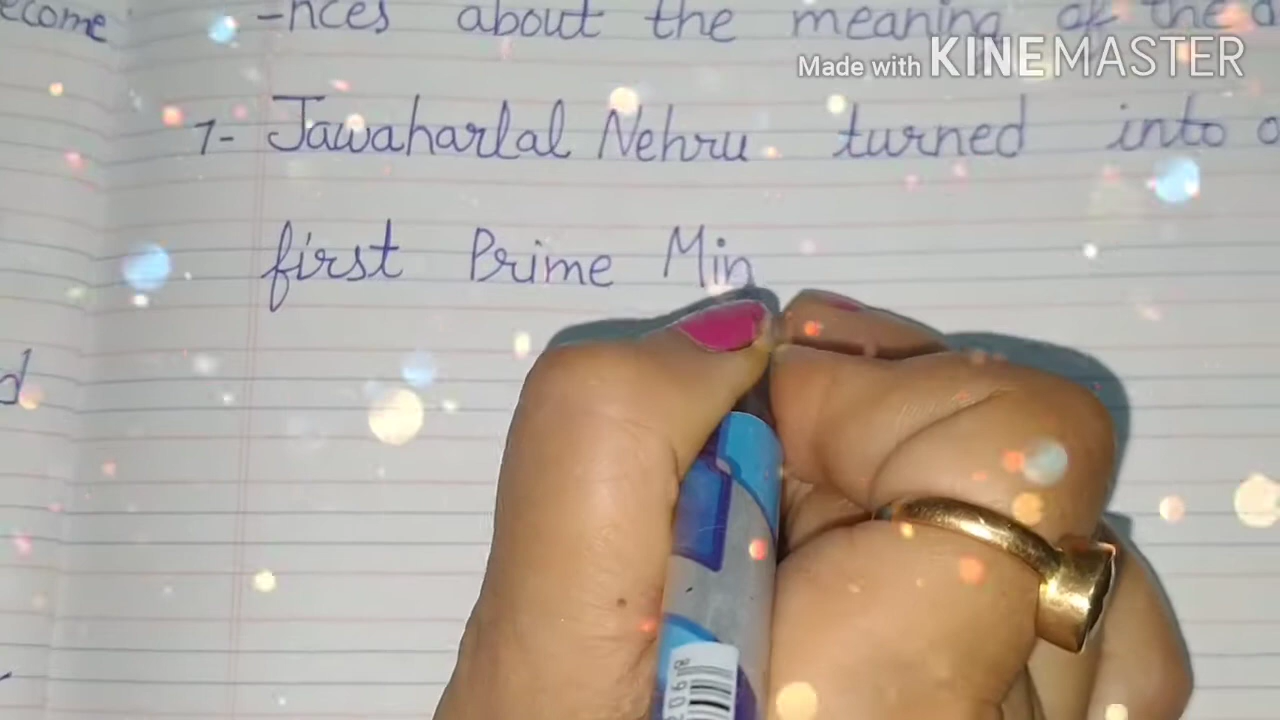 ecome -nces about the meaning of the
Made with KINEMASTER
7- Jawaharlal Nehru turned into
first Prime Min
d